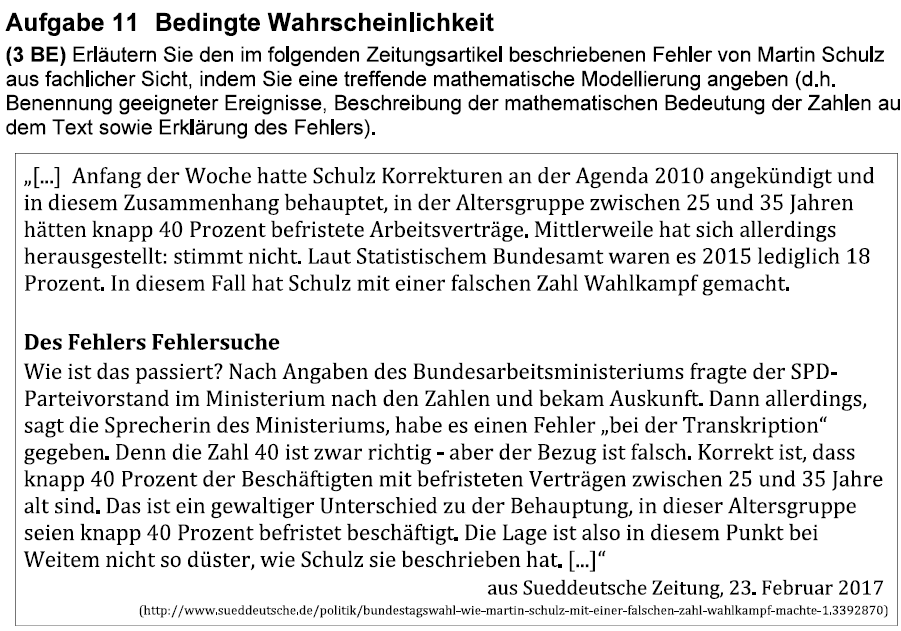 Aufgabe 11 Bedingte Wahrscheinlichkeit
(3 BE) Erläutern Sie den im folgenden Zeitungsartikel beschriebenen Fehler von Martin Schulz
aus fachlicher Sicht, indem Sie eine treffende mathematische Modellierung angeben (d.h.
Benennung geeigneter Ereignisse, Beschreibung der mathematischen Bedeutung der Zahlen au
dem Text sowie Erklärung des Fehlers).
„[...] Anfang der Woche hatte Schulz Korrekturen an der Agenda 2010 angekündigt und
in diesem Zusammenhang behauptet, in der Altersgruppe zwischen 25 und 35 Jahren
hätten knapp 40 Prozent befristete Arbeitsverträge. Mittlerweile hat sich allerdings
herausgestellt: stimmt nicht. Laut Statistischem Bundesamt waren es 2015 lediglich 18
Prozent. In diesem Fall hat Schulz mit einer falschen Zahl Wahlkampf gemacht.
Des Fehlers Fehlersuche
Wie ist das passiert? Nach Angaben des Bundesarbeitsministeriums fragte der SPD-
Parteivorstand im Ministerium nach den Zahlen und bekam Auskunft. Dann allerdings,
sagt die Sprecherin des Ministeriums, habe es einen Fehler „bei der Transkription“
gegeben. Denn die Zahl 40 ist zwar richtig - aber der Bezug ist falsch. Korrekt ist, dass
knapp 40 Prozent der Beschäftigten mit befristeten Verträgen zwischen 25 und 35 Jahre
alt sind. Das ist ein gewaltiger Unterschied zu der Behauptung, in dieser Altersgruppe
seien knapp 40 Prozent befristet beschäftigt. Die Lage ist also in diesem Punkt bei
Weitem nicht so düster, wie Schulz sie beschrieben hat. [...]“
aus Sueddeutsche Zeitung, 23. Februar 2017
(http://www.sueddeutsche.de/politik/bundestagswahl-wie-martin-schulz-mit-einer-falschen-zahl-wahlkampf-machte-1.3392870)